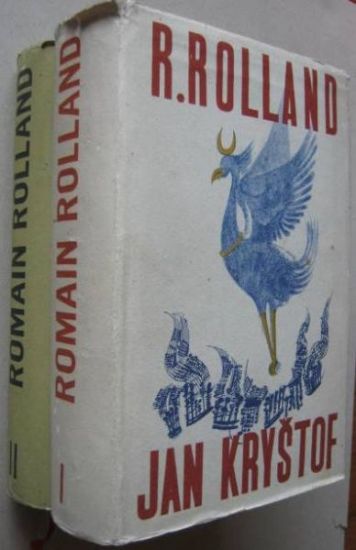 R.ROLLAND
JAN KRYŠTOF
ROMAIN ROLLAND
I
ROMAIN ROLLAND
II